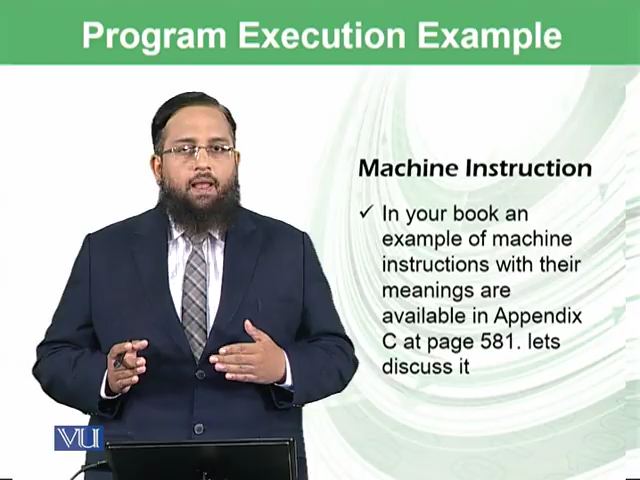 Program Execution Example
Machine Instruction
✓ In your book an
example of machine
instructions with their
meanings are
available in Appendix
C at page 581. lets
discuss it
VU